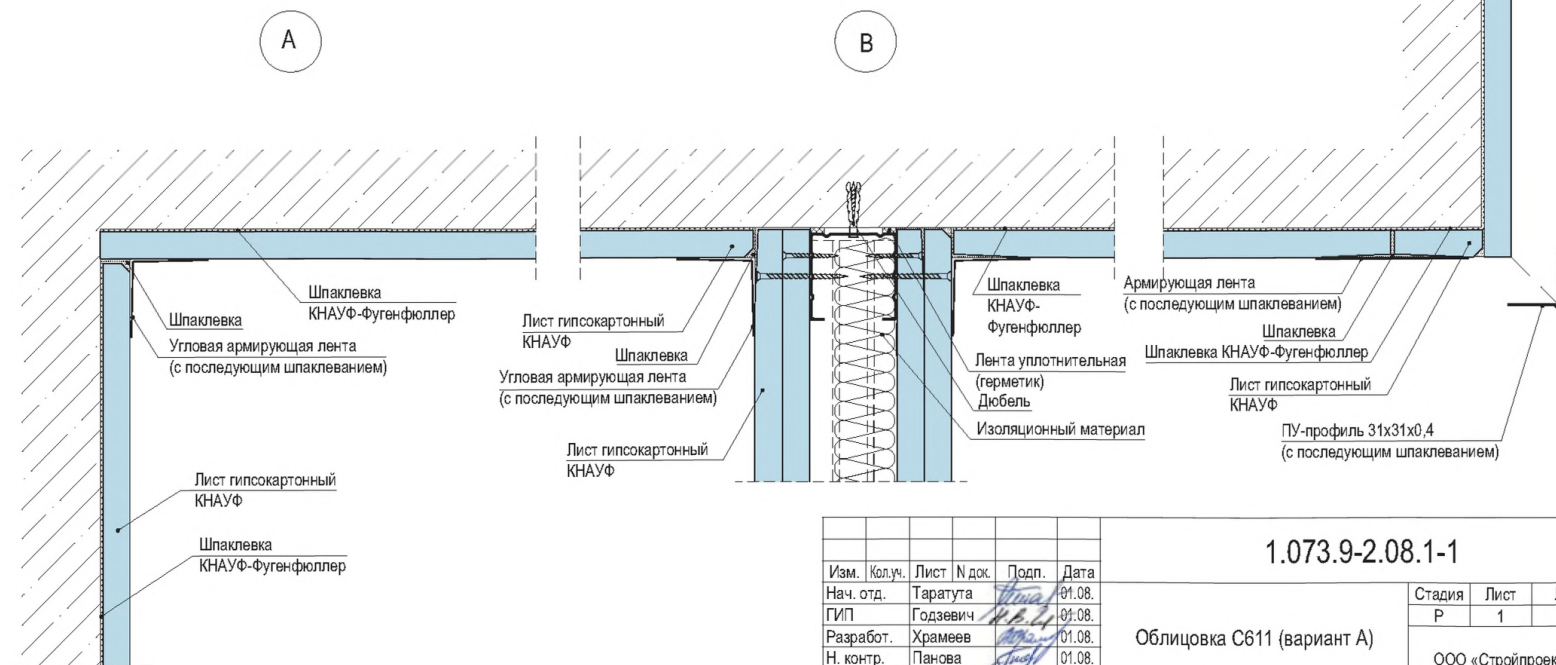 А
В
Шпаклевка
КНАУФ-Фугенфюллер
Шпаклевка
Угловая армирующая лента
(с последующим шпаклеванием)
Лист гипсокартонный
КНАУФ
Шпаклевка
КНАУФ-Фугенфюллер
Лист гипсокартонный
КНАУФ
Шпаклевка
Угловая армирующая лента
(с последующим шпаклеванием)
Лист гипсокартонный
КНАУФ
Шпаклевка
КНАУФ-
Фугенфюллер
Лента уплотнительная
(герметик)
Дюбель
Изоляционный материал
Армирующая лента
(с последующим шпаклеванием)
Шпаклевка
Шпаклевка КНАУФ-Фугенфюллер
Лист гипсокартонный
КНАУФ
ПУ-профиль 31х31х0,4
(с последующим шпаклеванием)
1.073.9-2.08.1-1
Изм. Кол.уч. Лист N док. Подп. Дата
Нач. отд. Таратута 01.08.
ГИП Годзевич 01.08.
Разработ. Храмеев 01.08.
Н. контр. Панова 01.08.
Облицовка С611 (вариант А)
Стадия Лист
Р 1
ООО «Стройпроек